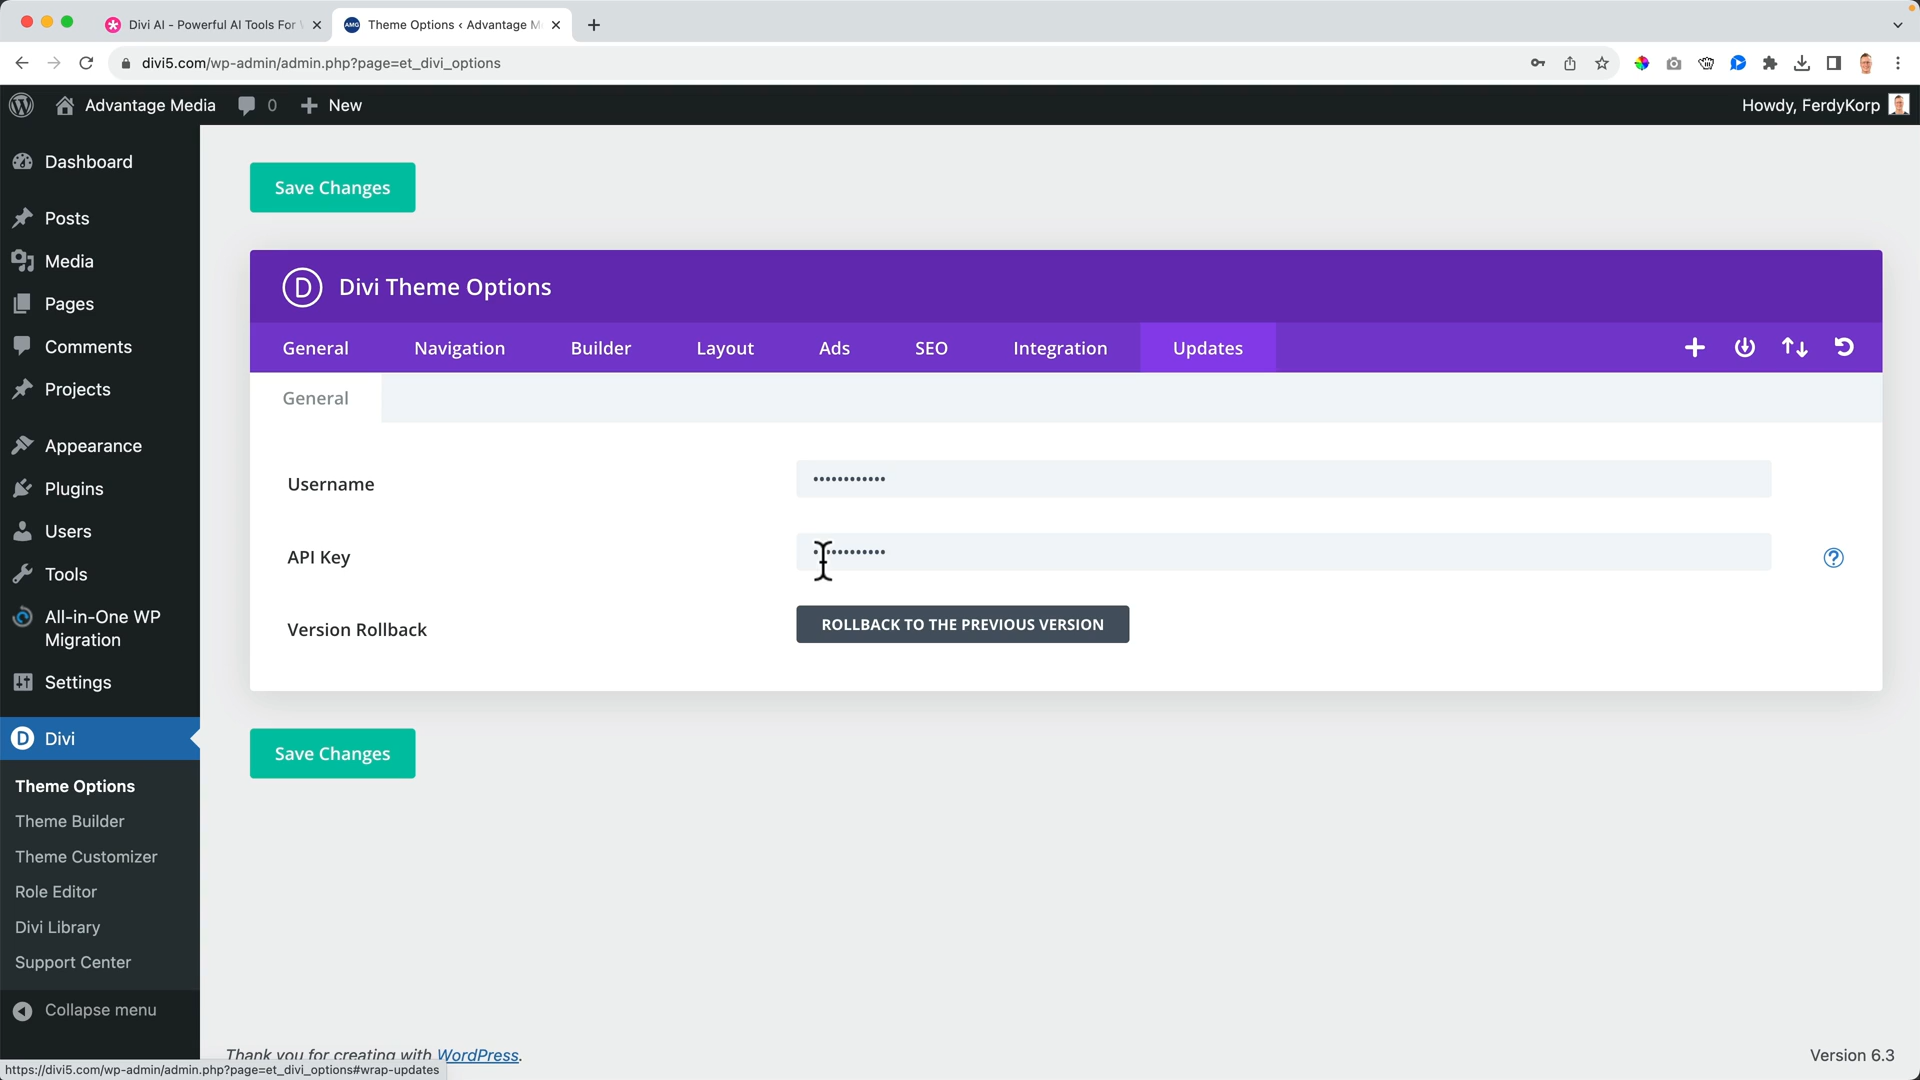 Divi AI - Powerful AI Tools For
AMG Theme Options ‹ Advantage M
divi5.com/wp-admin/admin.php?page=et_divi_options
Advantage Media 0 New
Howdy, FerdyKorp
Dashboard
Posts
Media
Pages
Comments
Projects
Appearance
Plugins
Users
Tools
All-in-One WP
Migration
Settings
D Divi
Theme Options
Theme Builder
Theme Customizer
Role Editor
Divi Library
Support Center
Collapse menu
Save Changes
D Divi Theme Options
General Navigation Builder Layout Ads SEO Integration Updates
General
Username ••••••••••••
API Key ••••••••••••
Version Rollback ROLLBACK TO THE PREVIOUS VERSION
Save Changes
Thank you for creating with WordPress.
Version 6.3
https://divi5.com/wp-admin/admin.php?page=et_divi_options#wrap-updates